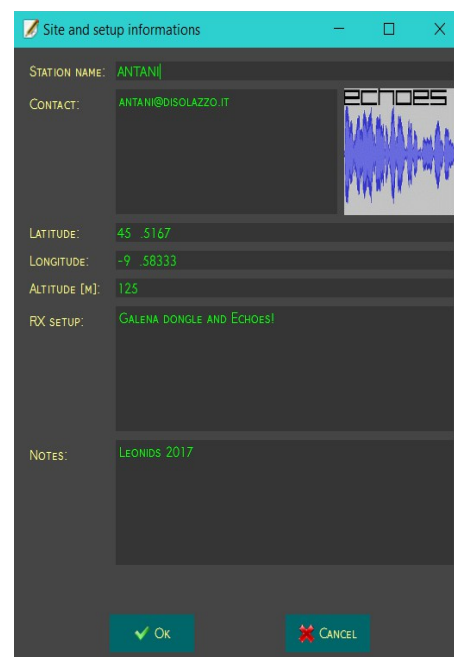 Site and setup informations
Station name: ANTANI
Contact: antani@disolazzo.it
echoes
Latitude: 45 .5167
Longitude: -9 .58333
Altitude [m]: 125
RX setup: Galena dongle and Echoes!
Notes: Leonids 2017
Ok Cancel